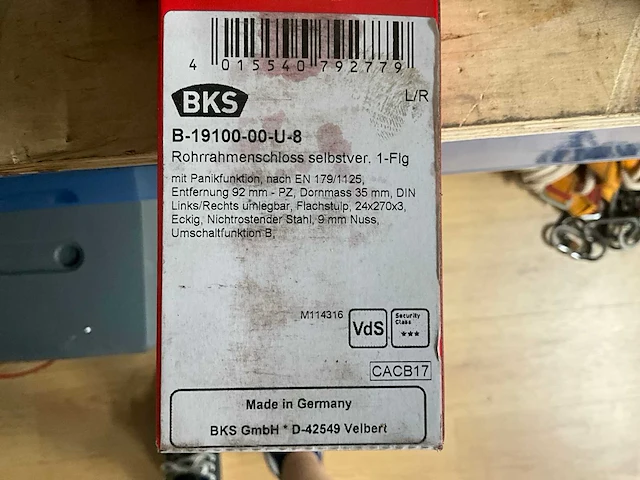 4 015540 792779
L/R
BKS
B-19100-00-U-8
Rohrrahmenschloss selbstver. 1-Flg
mit Panikfunktion, nach EN 179/1125,
Entfernung 92 mm - PZ, Dornmass 35 mm, DIN
Links/Rechts umlegbar, Flachstulp, 24x270x3,
Eckig, Nichtrostender Stahl, 9 mm Nuss,
Umschaltfunktion B,
M114316
VdS
Security
Class
***
CACB17
Made in Germany
BKS GmbH * D-42549 Velbert